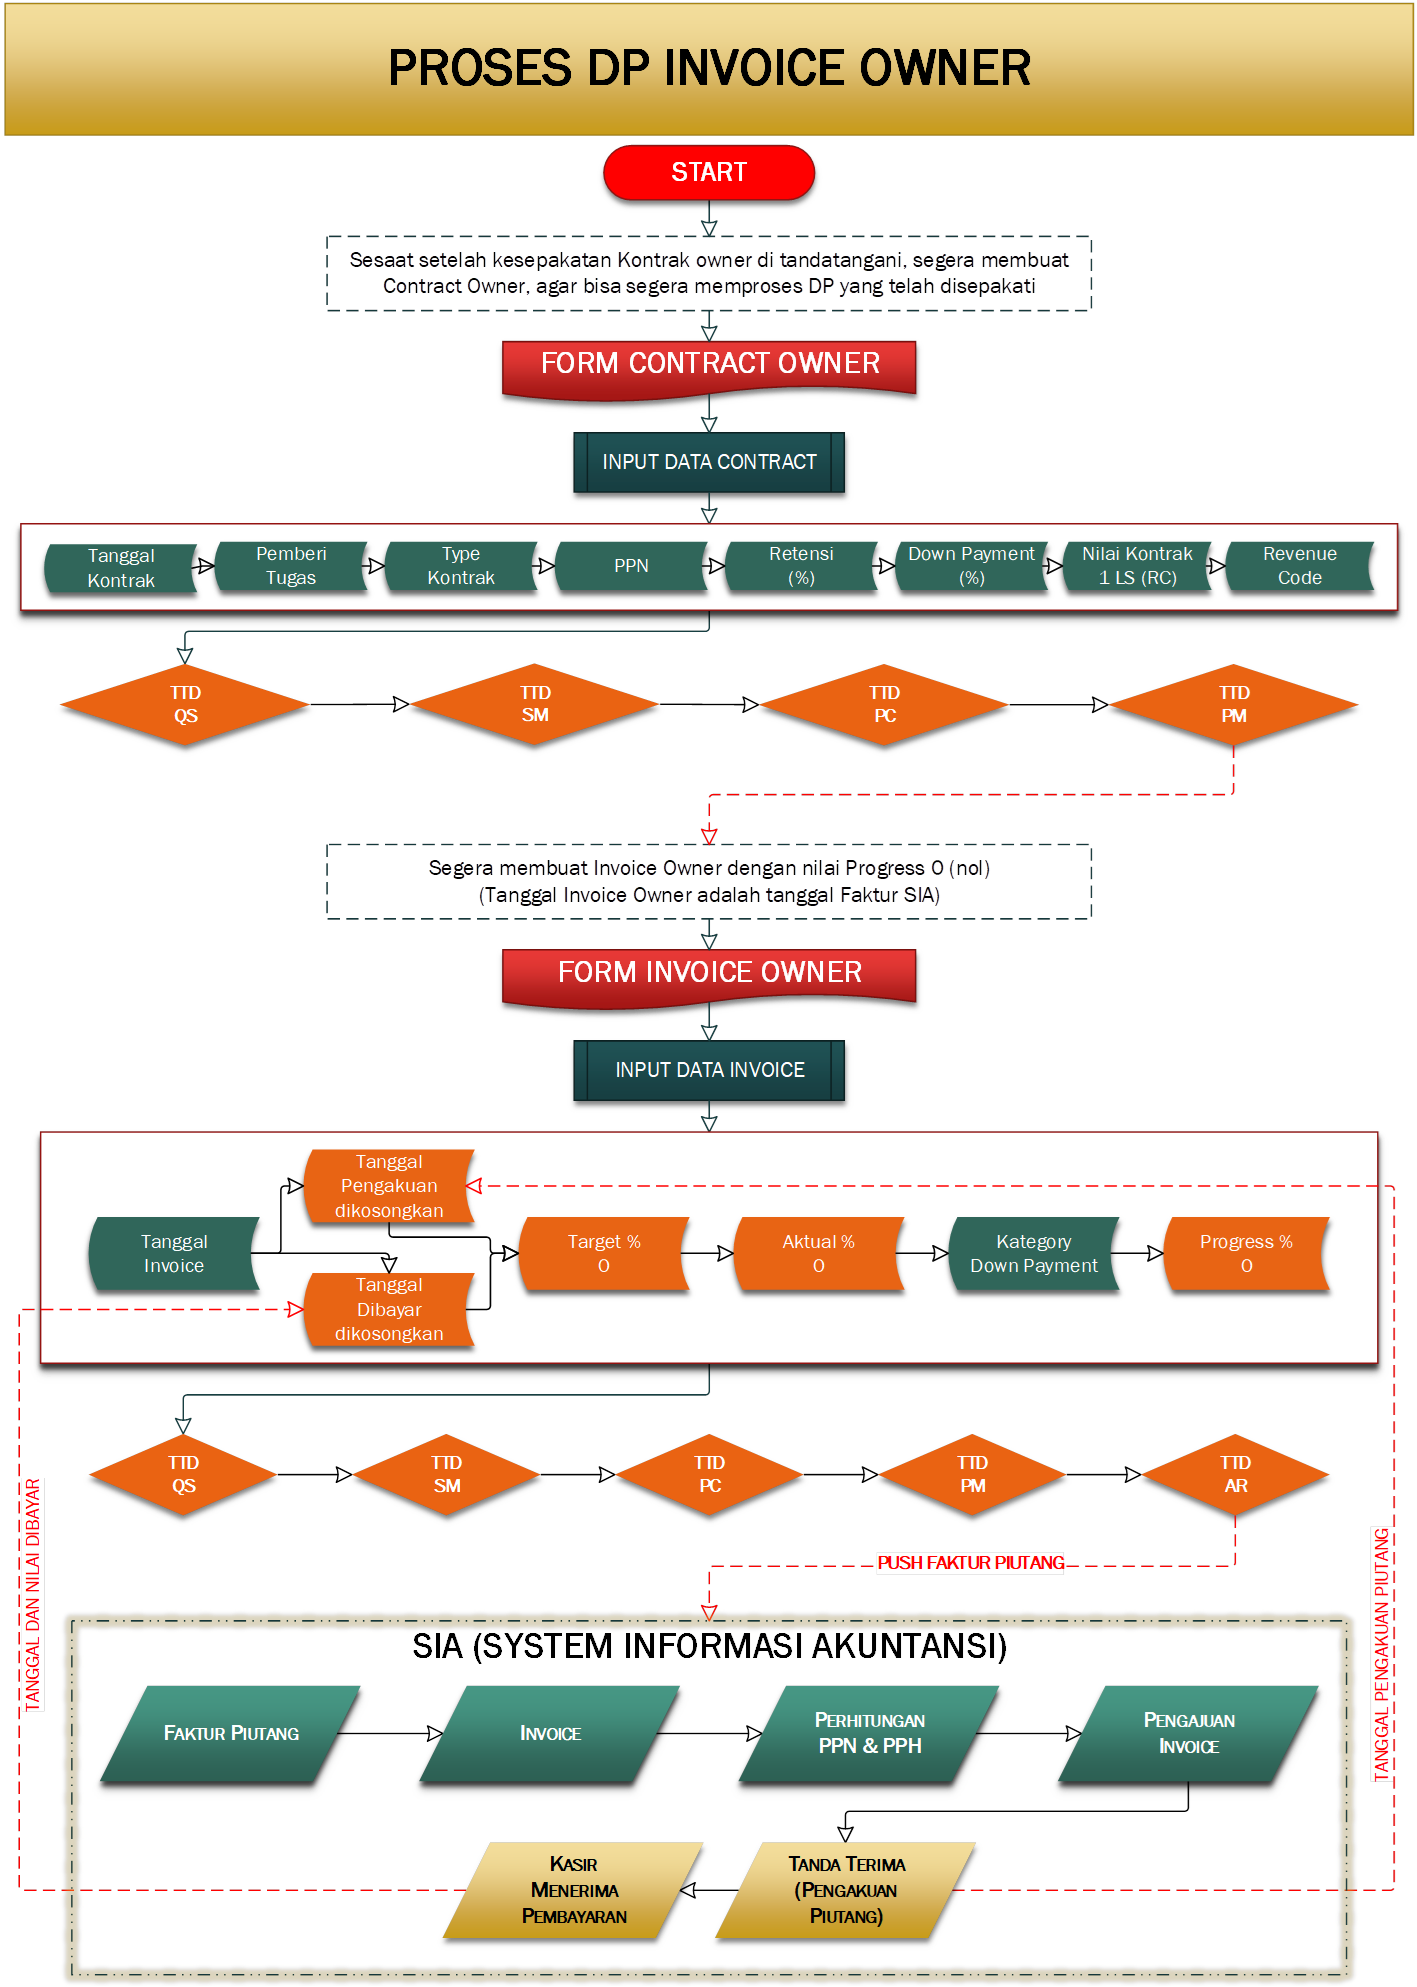 PROSES DP INVOICE OWNER
START
Sesaat setelah kesepakatan Kontrak owner di tandatangani, segera membuat
Contract Owner, agar bisa segera memproses DP yang telah disepakati
FORM CONTRACT OWNER
INPUT DATA CONTRACT
Tanggal
Kontrak
Pemberi
Tugas
Type
Kontrak
PPN
Retensi
(%)
Down Payment
(%)
Nilai Kontrak
1 LS (RC)
Revenue
Code
TTD
QS
TTD
SM
TTD
PC
TTD
PM
Segera membuat Invoice Owner dengan nilai Progress 0 (nol)
(Tanggal Invoice Owner adalah tanggal Faktur SIA)
FORM INVOICE OWNER
INPUT DATA INVOICE
Tanggal
Invoice
Tanggal
Pengakuan
dikosongkan
Tanggal
Dibayar
dikosongkan
Target %
0
Aktual %
0
Kategory
Down Payment
Progress %
0
TTD
QS
TTD
SM
TTD
PC
TTD
PM
TTD
AR
TANGGAL DAN NILAI DIBAYAR
PUSH FAKTUR PIUTANG
TANGGAL PENGAKUAN PIUTANG
SIA (SYSTEM INFORMASI AKUNTANSI)
FAKTUR PIUTANG
INVOICE
PERHITUNGAN
PPN & PPH
PENGAJUAN
INVOICE
KASIR
MENERIMA
PEMBAYARAN
TANDA TERIMA
(PENGAKUAN
PIUTANG)